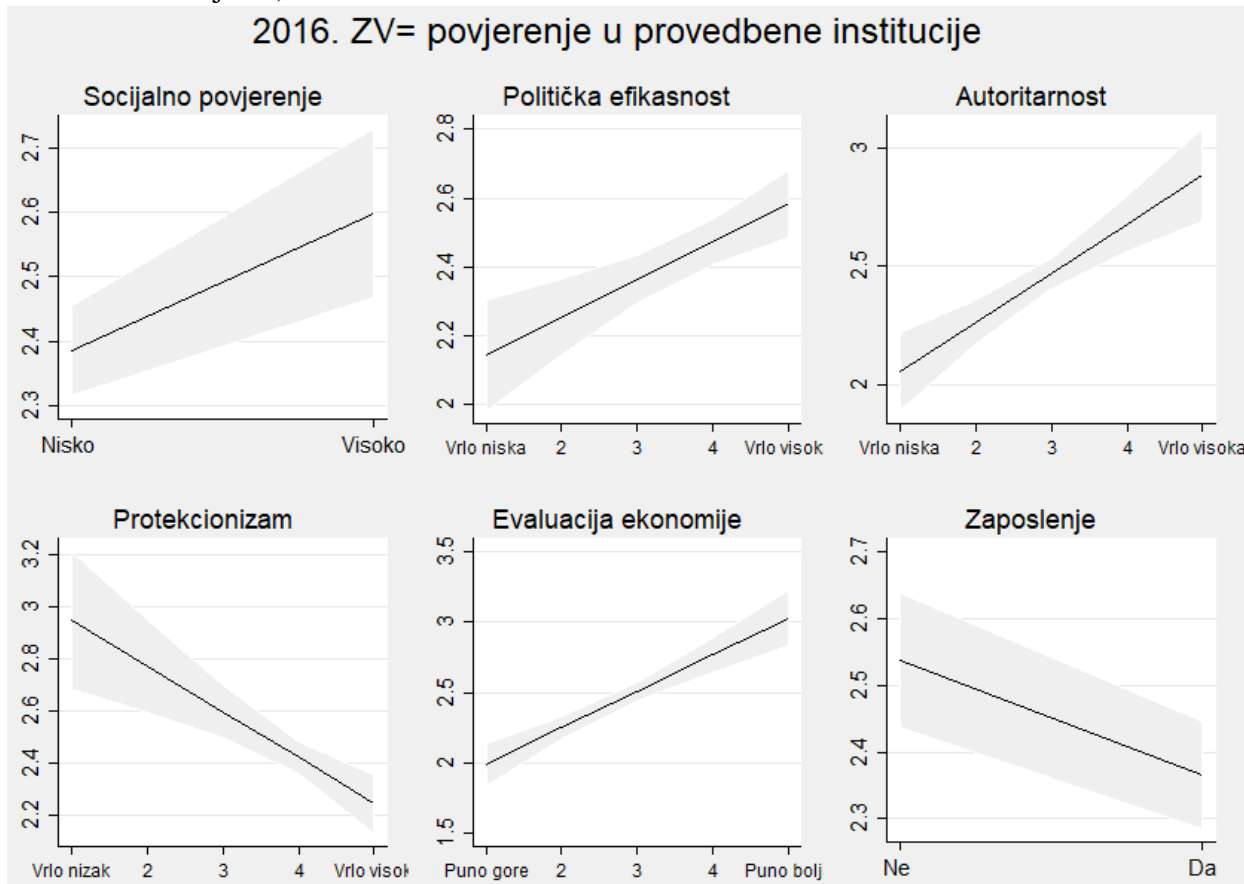 2016. ZV= povjerenje u provedbene institucije
Socijalno povjerenje
2.7
2.6
2.5
2.4
2.3
Nisko Visoko
Politička efikasnost
2.8
2.6
2.4
2.2
2
Vrlo niska 2 3 4 Vrlo visok
Autoritarnost
3
2.5
2
Vrlo niska 2 3 4 Vrlo visoka
Protekcionizam
3.2
3
2.8
2.6
2.4
2.2
Vrlo nizak 2 3 4 Vrlo visok
Evaluacija ekonomije
3.5
3
2.5
2
1.5
Puno gore 2 3 4 Puno bolj
Zaposlenje
2.7
2.6
2.5
2.4
2.3
Ne Da